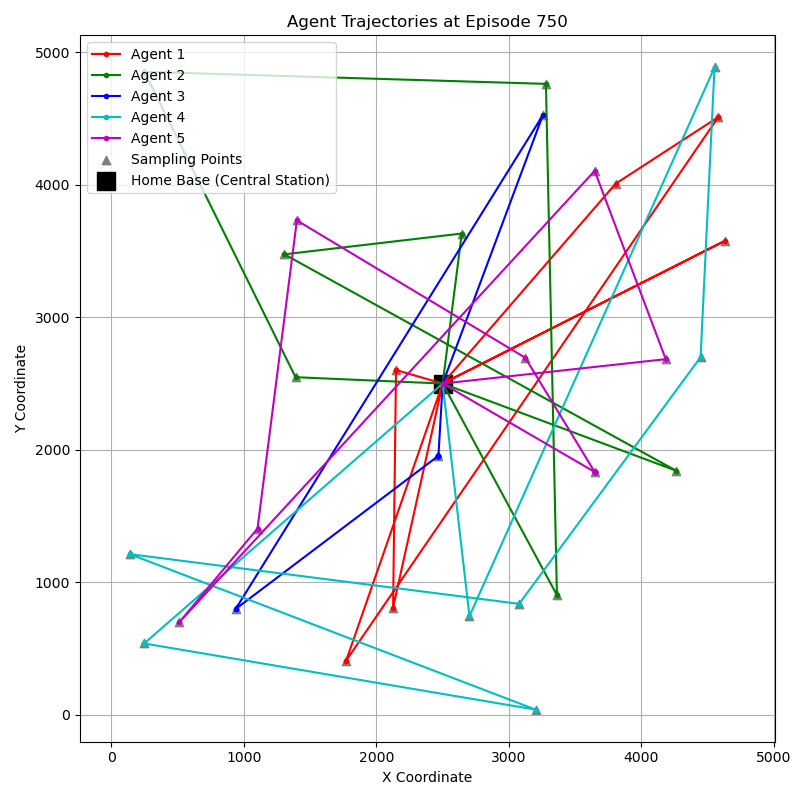 Agent Trajectories at Episode 750
Agent 1
Agent 2
Agent 3
Agent 4
Agent 5
Sampling Points
Home Base (Central Station)
Y Coordinate
5000
4000
3000
2000
1000
0
0 1000 2000 3000 4000 5000
X Coordinate